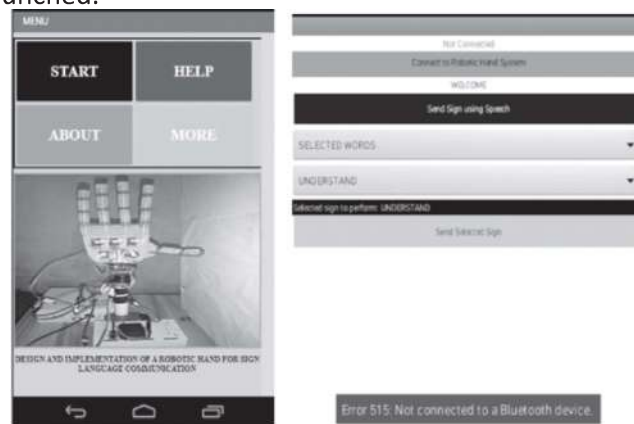 MENU
START
HELP
ABOUT
MORE
DESIGN AND IMPLEMENTATION OF A ROBOTIC HAND FOR SIGN
LANGUAGE COMMUNICATION
Not Connected
Connect to Robotic Hand System
WELCOME
Send Sign using Speech
SELECTED WORDS
UNDERSTAND
Selected sign to perform: UNDERSTAND
Send Selected Sign
Error 515: Not connected to a Bluetooth device.